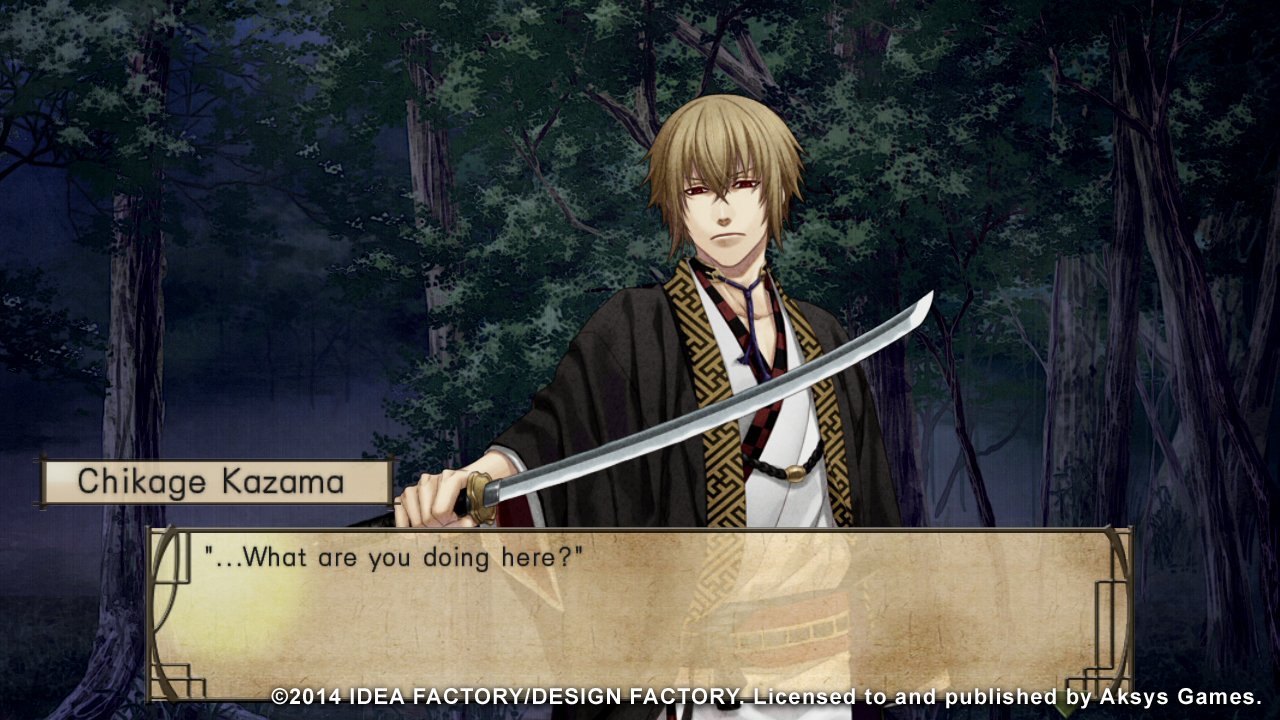 Chikage Kazama
"...What are you doing here?"
©2014 IDEA FACTORY/DESIGN FACTORY. Licensed to and published by Aksys Games.